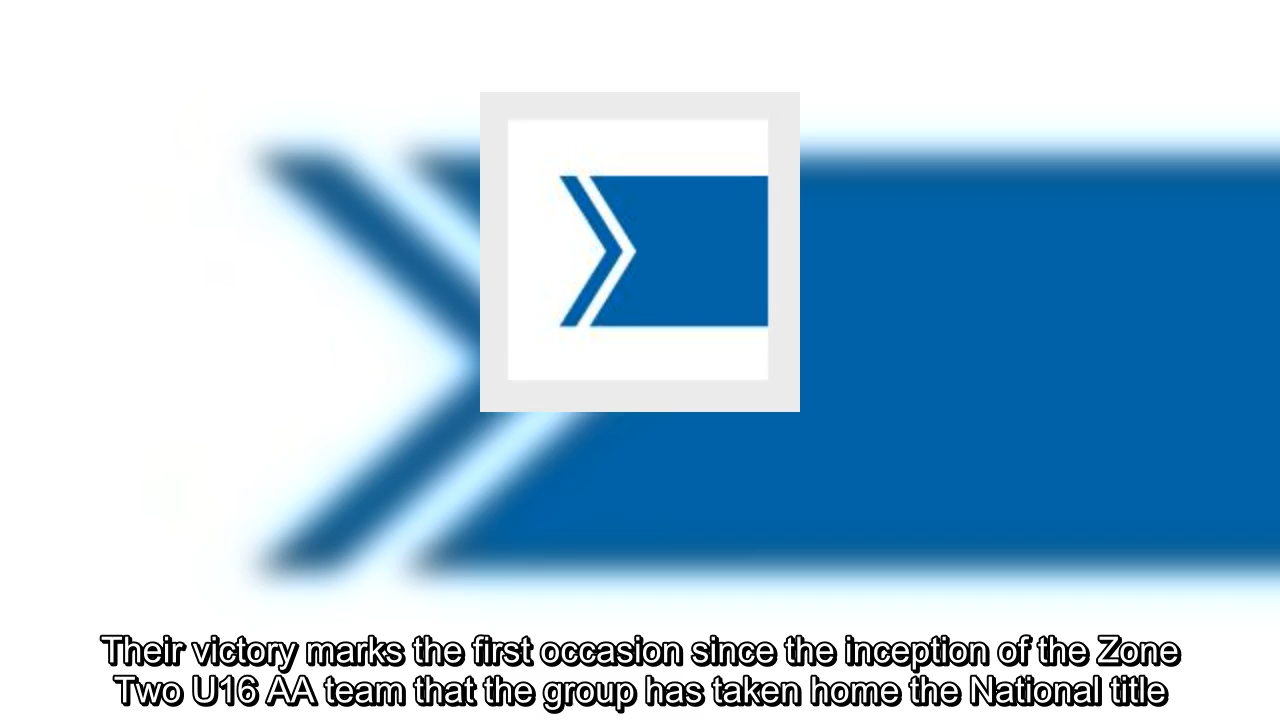 Their victory marks the first occasion since the inception of the Zone
Two U16 AA team that the group has taken home the National title